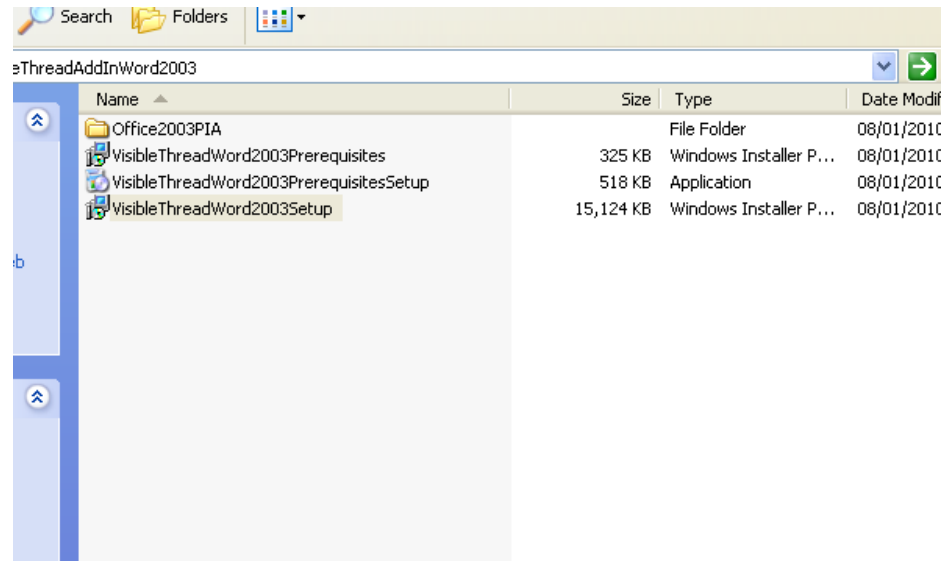 Search Folders
eThreadAddInWord2003
Name Size Type Date Modif
Office2003PIA File Folder 08/01/2010
VisibleThreadWord2003Prerequisites 325 KB Windows Installer P... 08/01/2010
VisibleThreadWord2003PrerequisitesSetup 518 KB Application 08/01/2010
VisibleThreadWord2003Setup 15,124 KB Windows Installer P... 08/01/2010
eb